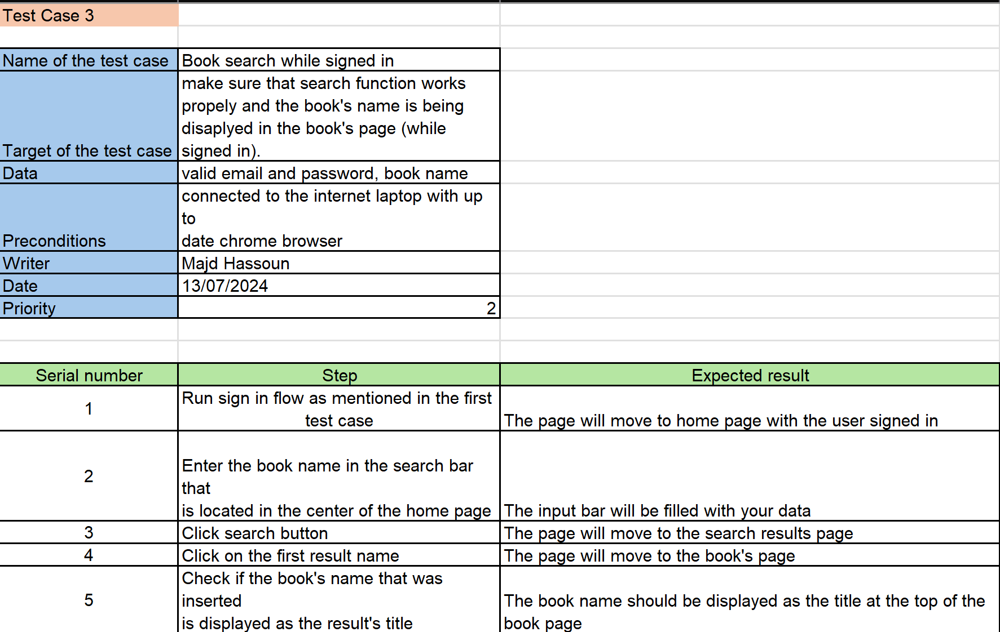 Test Case 3
Name of the test case Book search while signed in
make sure that search function works
propely and the book's name is being
disaplyed in the book's page (while
Target of the test case signed in).
Data valid email and password, book name
connected to the internet laptop with up
to
Preconditions date chrome browser
Writer Majd Hassoun
Date 13/07/2024
Priority 2
Serial number Step Expected result
1 Run sign in flow as mentioned in the first
test case The page will move to home page with the user signed in
2 Enter the book name in the search bar
that
is located in the center of the home page The input bar will be filled with your data
3 Click search button The page will move to the search results page
4 Click on the first result name The page will move to the book's page
5 Check if the book's name that was
inserted
is displayed as the result's title The book name should be displayed as the title at the top of the
book page